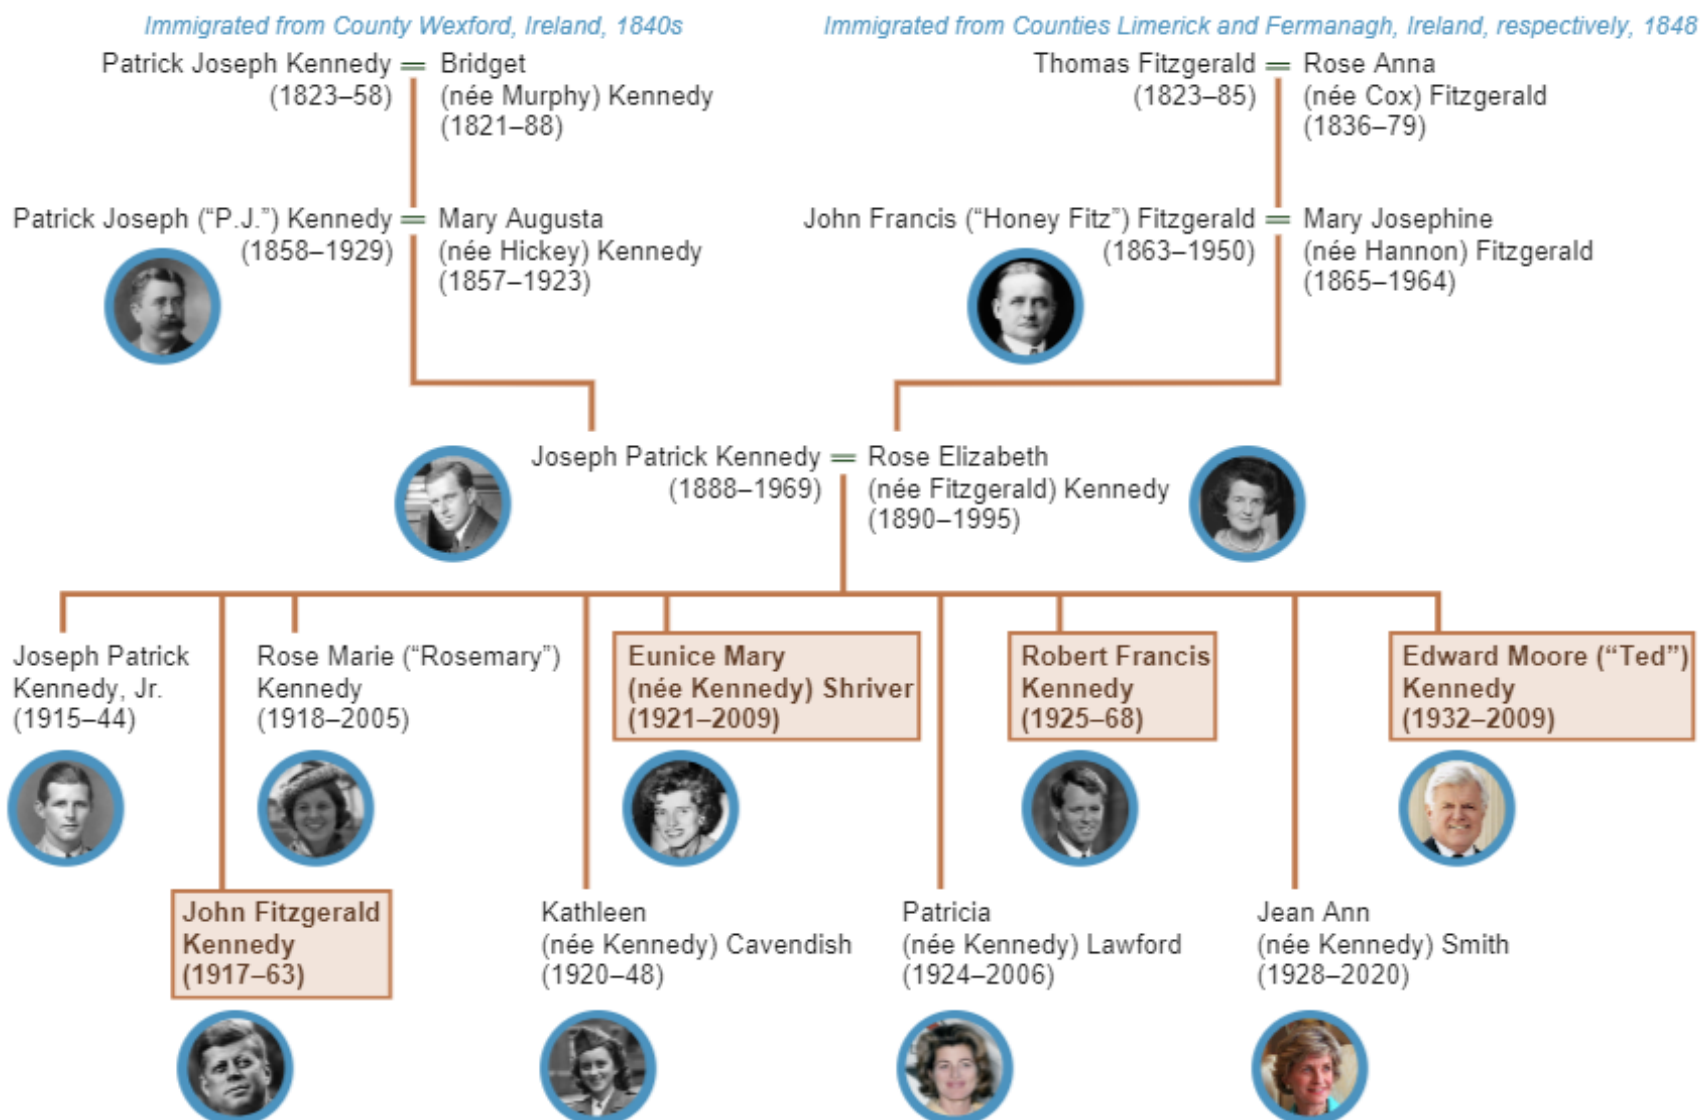 Immigrated from County Wexford, Ireland, 1840s
Immigrated from Counties Limerick and Fermanagh, Ireland, respectively, 1848
Patrick Joseph Kennedy
(1823–58)
Bridget
(née Murphy) Kennedy
(1821–88)
Thomas Fitzgerald
(1823–85)
Rose Anna
(née Cox) Fitzgerald
(1836–79)
Patrick Joseph (“P.J.”) Kennedy
(1858–1929)
Mary Augusta
(née Hickey) Kennedy
(1857–1923)
John Francis (“Honey Fitz”) Fitzgerald
(1863–1950)
Mary Josephine
(née Hannon) Fitzgerald
(1865–1964)
Joseph Patrick Kennedy
(1888–1969)
Rose Elizabeth
(née Fitzgerald) Kennedy
(1890–1995)
Joseph Patrick
Kennedy, Jr.
(1915–44)
Rose Marie (“Rosemary”)
Kennedy
(1918–2005)
Eunice Mary
(née Kennedy) Shriver
(1921–2009)
Robert Francis
Kennedy
(1925–68)
Edward Moore (“Ted”)
Kennedy
(1932–2009)
John Fitzgerald
Kennedy
(1917–63)
Kathleen
(née Kennedy) Cavendish
(1920–48)
Patricia
(née Kennedy) Lawford
(1924–2006)
Jean Ann
(née Kennedy) Smith
(1928–2020)